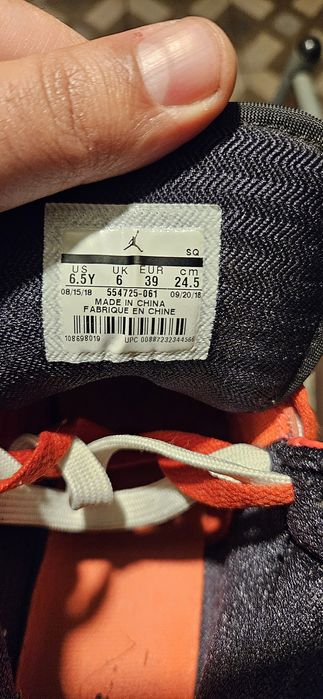 SQ
US UK EUR cm
6.5Y 6 39 24.5
08/15/18 554725-061 09/20/18
MADE IN CHINA
FABRIQUE EN CHINE
108698019 UPC 00887232344566